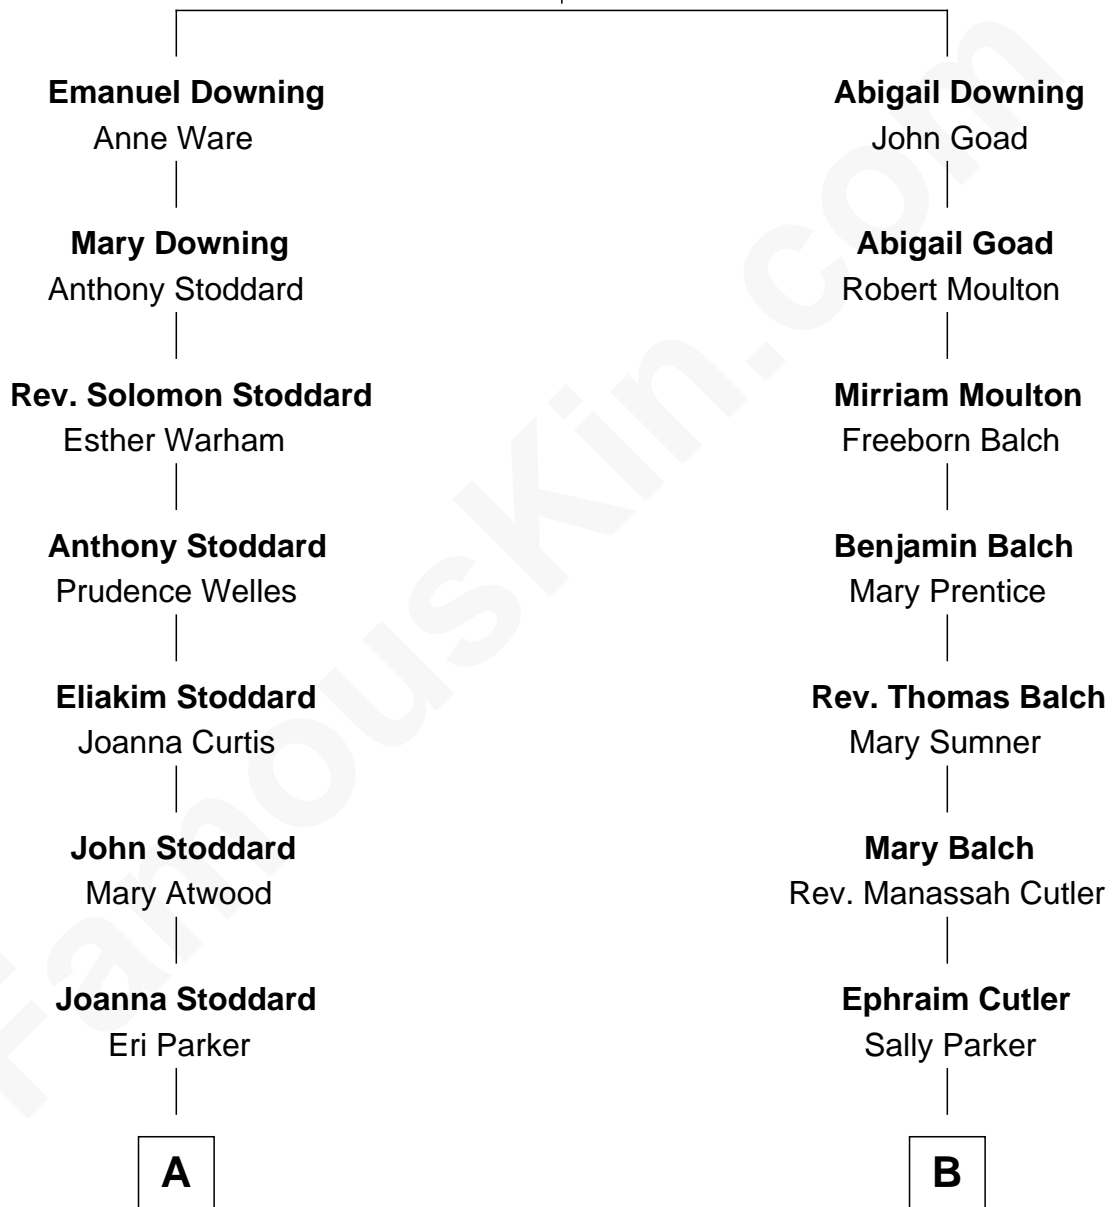 Emanuel Downing
Anne Ware
Mary Downing
Anthony Stoddard
Rev. Solomon Stoddard
Esther Warham
Anthony Stoddard
Prudence Welles
Eliakim Stoddard
Joanna Curtis
John Stoddard
Mary Atwood
Joanna Stoddard
Eri Parker
A
Abigail Downing
John Goad
Abigail Goad
Robert Moulton
Mirriam Moulton
Freeborn Balch
Benjamin Balch
Mary Prentice
Rev. Thomas Balch
Mary Sumner
Mary Balch
Rev. Manassah Cutler
Ephraim Cutler
Sally Parker
B
FamousKin.com